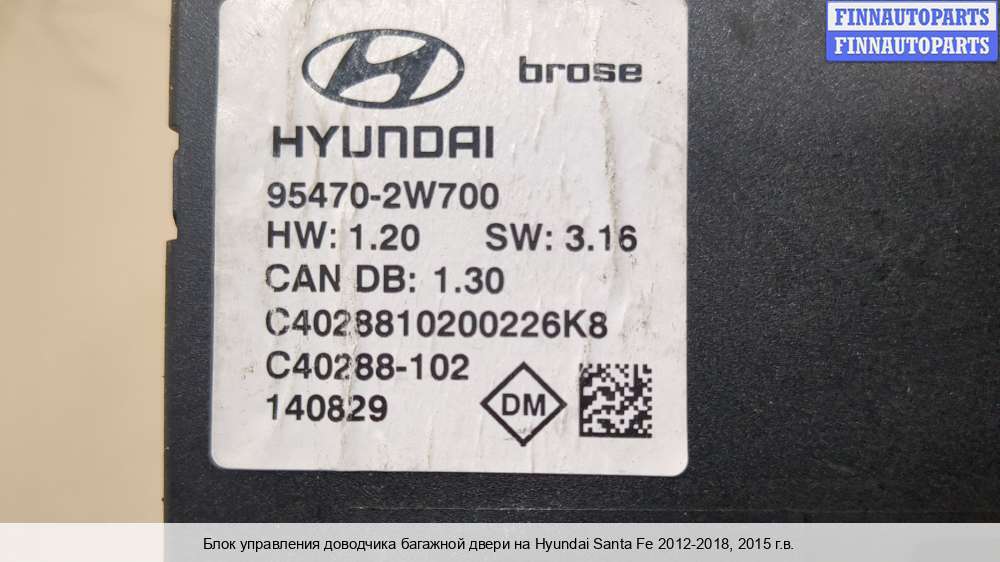 FINNAUTOPARTS
FINNAUTOPARTS
brose
HYUNDAI
95470-2W700
HW: 1.20 SW: 3.16
CAN DB: 1.30
C4028810200226K8
C40288-102
140829
DM
Блок управления доводчика багажной двери на Hyundai Santa Fe 2012-2018, 2015 г.в.